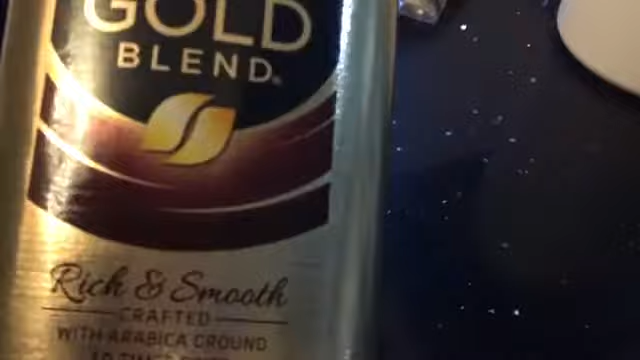 GOLD
BLEND®
Rich & Smooth
CRAFTED
WITH ARABICA GROUND